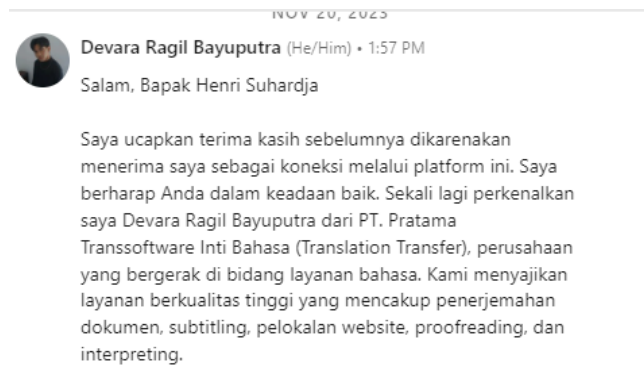 NOV 20, 2023
Devara Ragil Bayuputra (He/Him) • 1:57 PM
Salam, Bapak Henri Suhardja
Saya ucapkan terima kasih sebelumnya dikarenakan
menerima saya sebagai koneksi melalui platform ini. Saya
berharap Anda dalam keadaan baik. Sekali lagi perkenalkan
saya Devara Ragil Bayuputra dari PT. Pratama
Transsoftware Inti Bahasa (Translation Transfer), perusahaan
yang bergerak di bidang layanan bahasa. Kami menyajikan
layanan berkualitas tinggi yang mencakup penerjemahan
dokumen, subtitling, pelokalan website, proofreading, dan
interpreting.